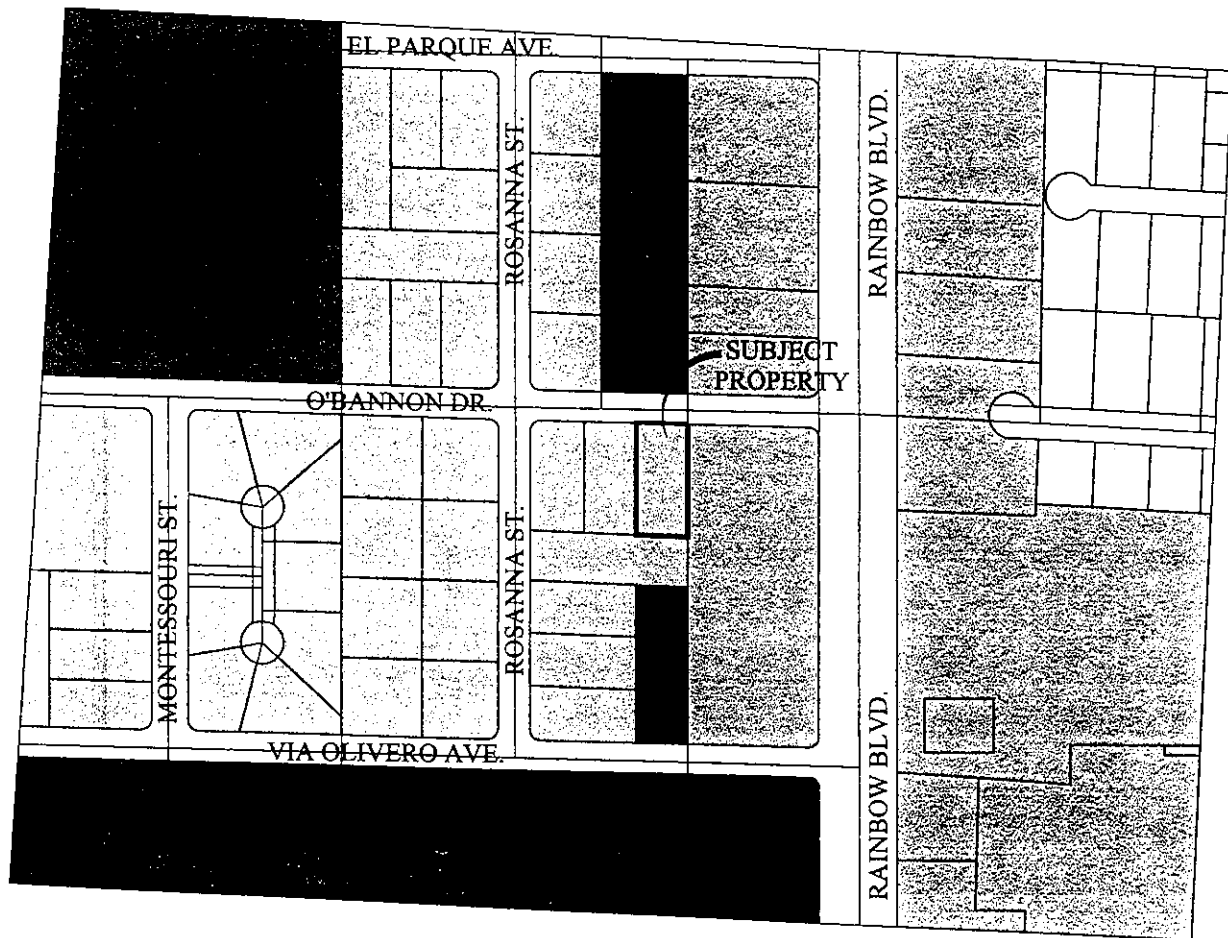 EL PARQUE AVE.
ROSANNA ST.
RAINBOW BLVD.
SUBJECT
PROPERTY
O'BANNON DR.
MONTESSOURI ST.
ROSANNA ST.
VIA OLIVERO AVE.
RAINBOW BLVD.